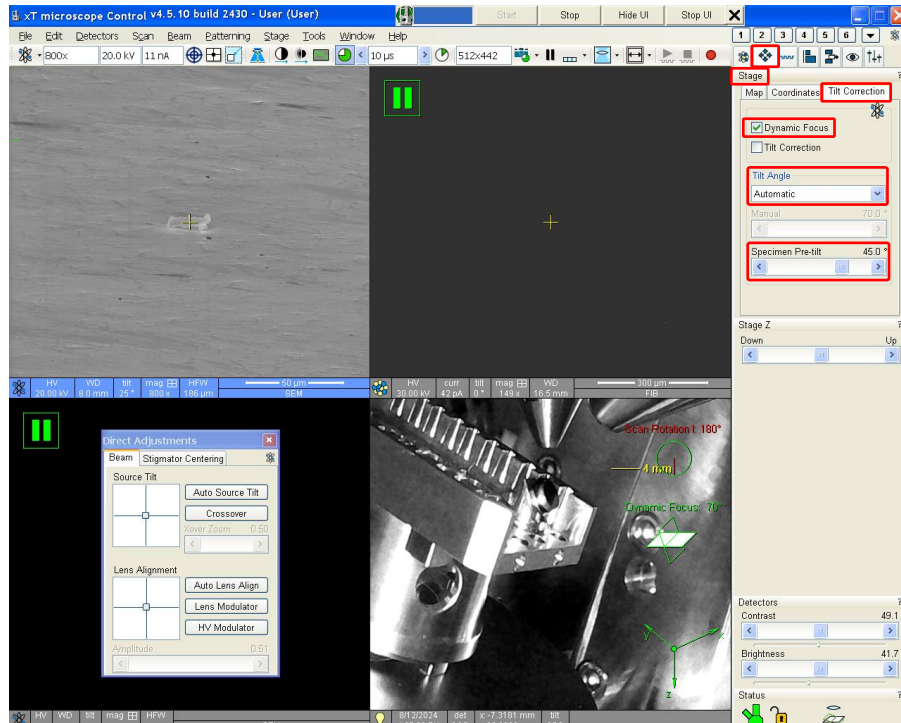 xT microscope Control v4.5.10 build 2430 - User (User)
Start Stop Hide UI Stop UI
File Edit Detectors Scan Beam Patterning Stage Tools Window Help
1 2 3 4 5 6
800x 20.0 kV 11 nA 10 µs 512x442
Stage ?
Map Coordinates Tilt Correction
Dynamic Focus
Tilt Correction
Tilt Angle
Automatic
Manual 70.0 °
Specimen Pre-tilt 45.0 °
Stage Z ?
Down Up
HV WD tilt mag HFW 50 µm
20.00 kV 8.0 mm 25 ° 800 x 186 µm SEM
HV curr tilt mag WD 300 µm
30.00 kV 42 pA 0 ° 149 x 16.5 mm FIB
Direct Adjustments
Beam Stigmator Centering
Source Tilt
Auto Source Tilt
Crossover
Xover Zoom 0.50
Lens Alignment
Auto Lens Align
Lens Modulator
HV Modulator
Amplitude 0.51
Scan Rotation I: 180°
4 mm
Dynamic Focus: 70°
y x
z
Detectors ?
Contrast 49.1
Brightness 41.7
Status ?
HV WD tilt mag HFW
8/12/2024 det x: -7.3181 mm tilt